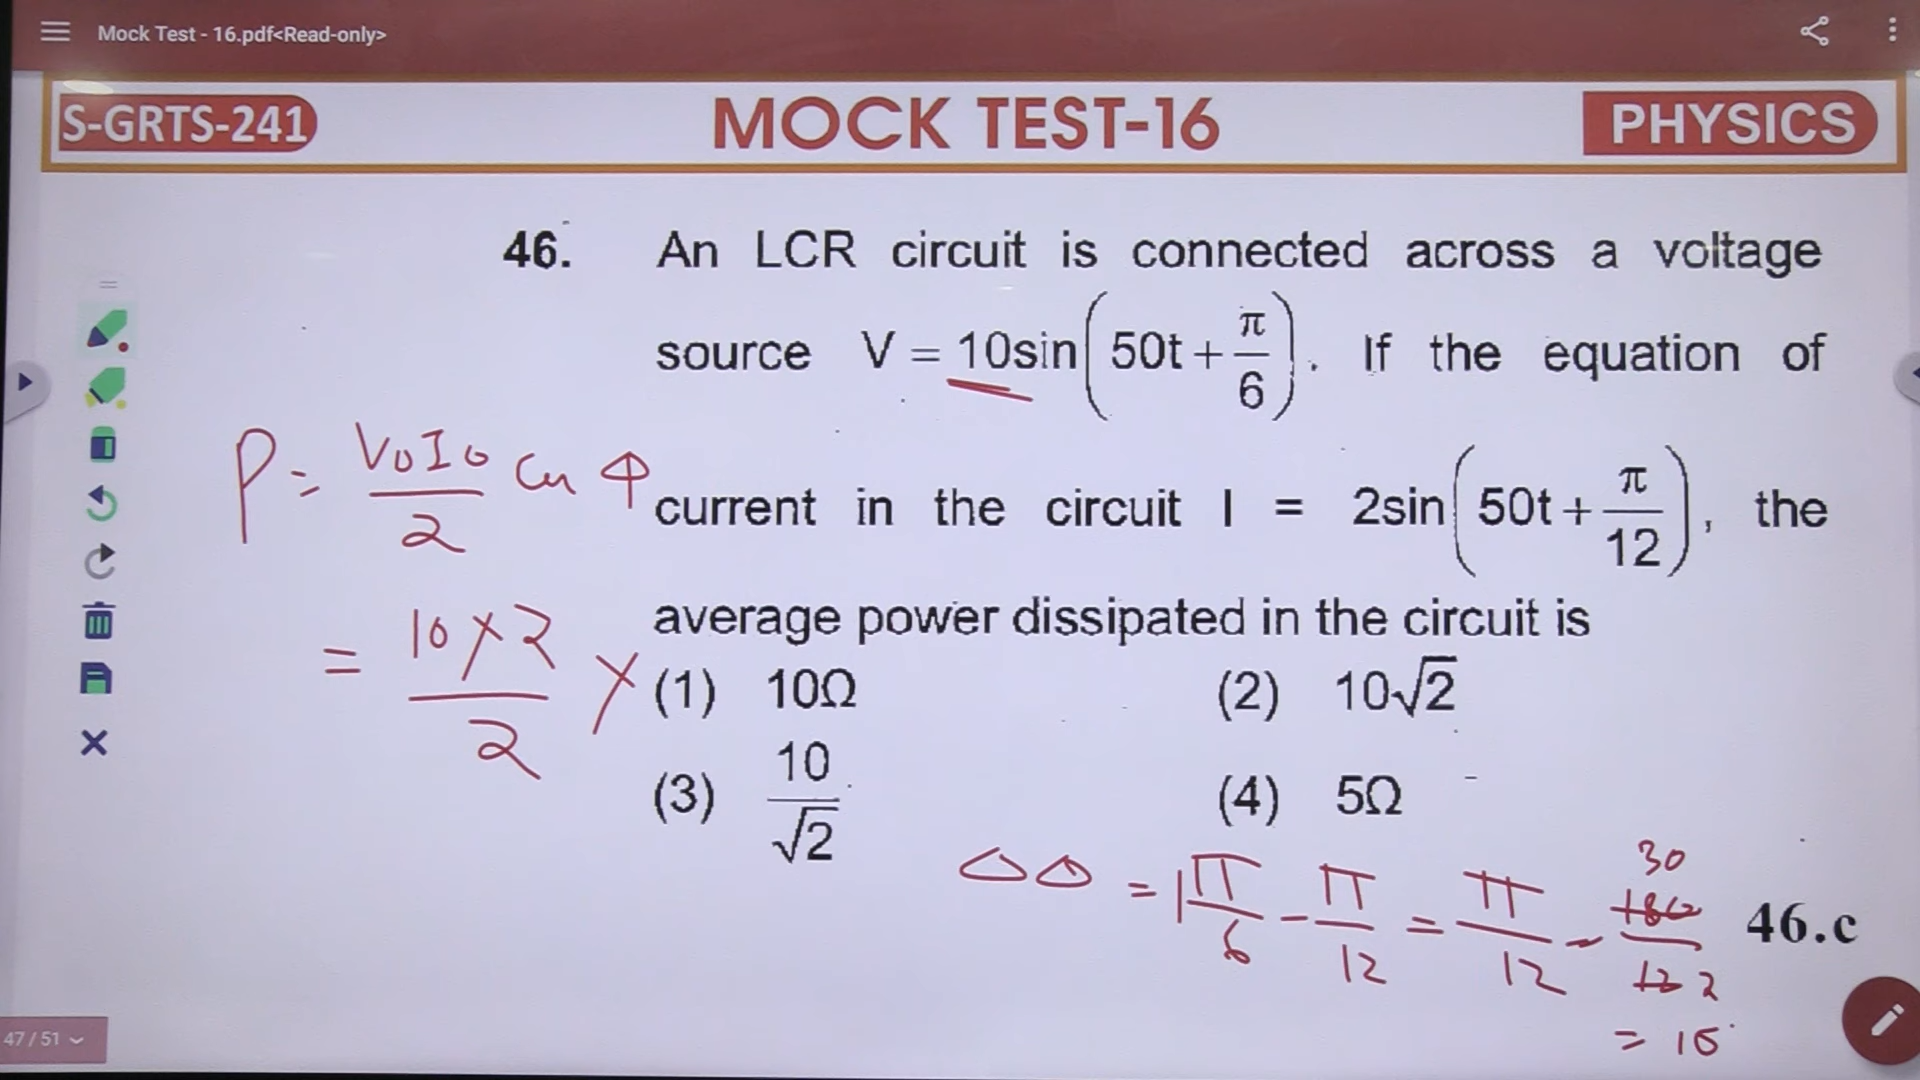 Mock Test - 16.pdf<Read-only>
S-GRTS-241
MOCK TEST-16
PHYSICS
46. An LCR circuit is connected across a voltage
source V = 10sin(50t + π/6). If the equation of
current in the circuit I = 2sin(50t + π/12), the
average power dissipated in the circuit is
(1) 10Ω (2) 10√2
(3) 10/√2 (4) 5Ω
P = V₀I₀/2
= 10×2/2 ×
= π/6 - π/12 = π/12 = 180/12 30/2
= 15
46.c
47 / 51